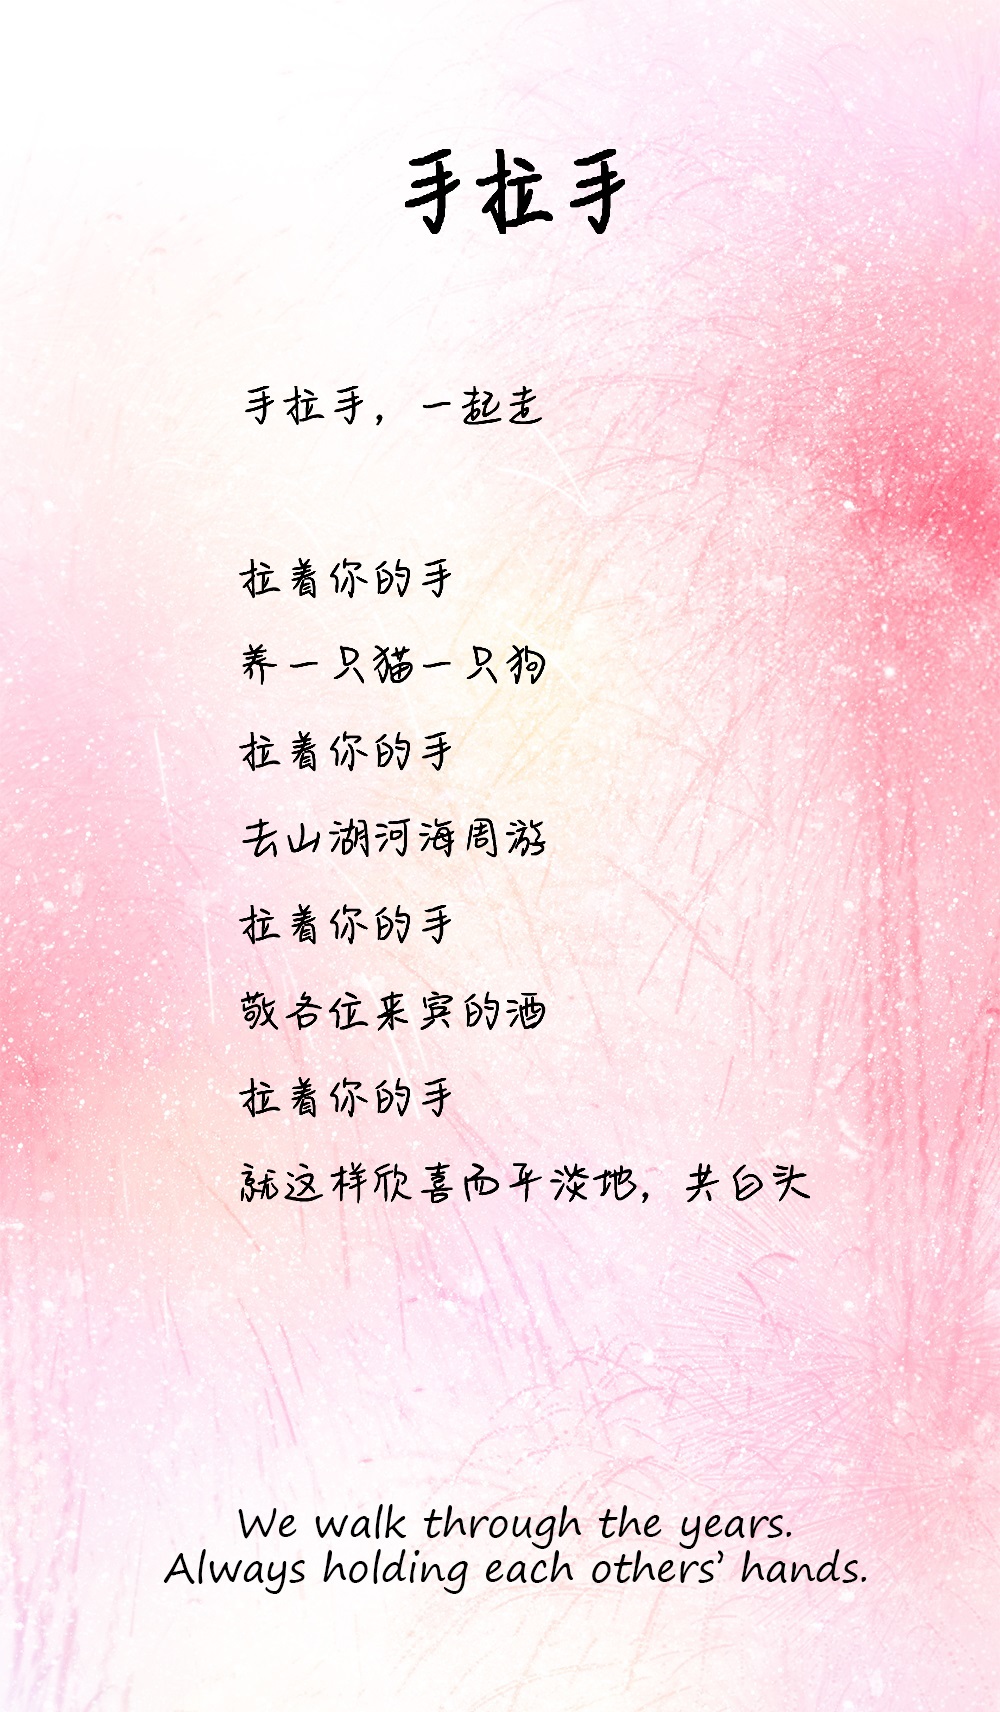 手拉手
手拉手，一起走
拉着你的手
养一只猫一只狗
拉着你的手
去山湖河海周游
拉着你的手
敬各位来宾的酒
拉着你的手
就这样欣喜而平淡地，共白头
We walk through the years.
Always holding each others’ hands.